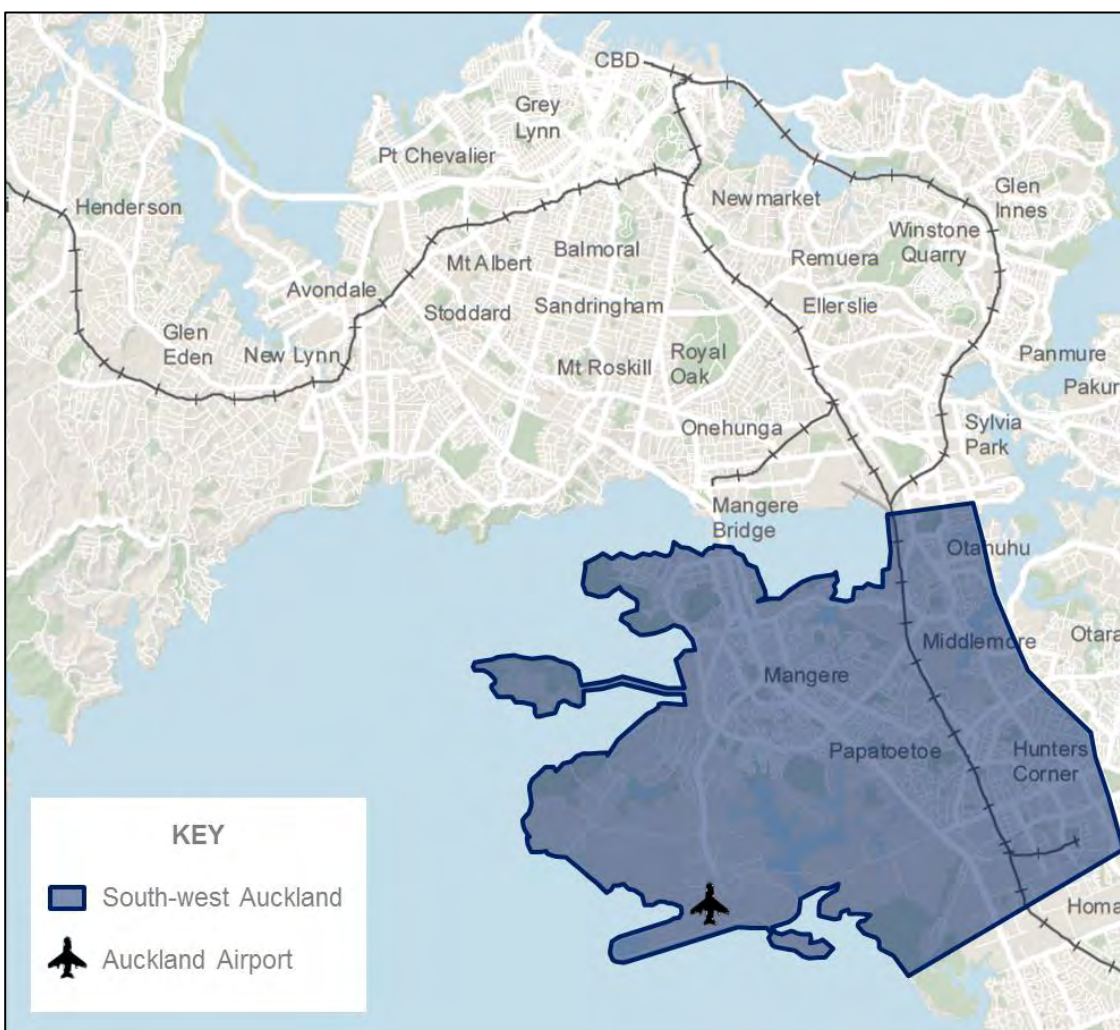 CBD
Grey
Lynn
Pt Chevalier
Henderson
Newmarket
Glen
Innes
Winstone
Quarry
Balmoral
Mt Albert
Remuera
Avondale
Sandringham
Ellerslie
Stoddard
Glen
Eden
New Lynn
Mt Roskill
Royal
Oak
Panmure
Pakur
Onehunga
Sylvia
Park
Mangere
Bridge
Otahuhu
Middlemore
Otara
Mangere
Papatoetoe
Hunters
Corner
Homa
KEY
South-west Auckland
Auckland Airport